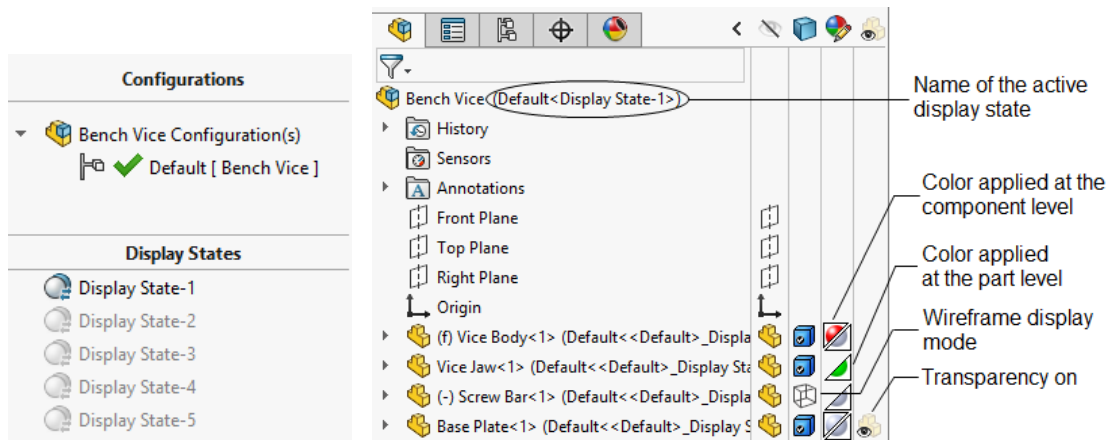 Configurations
Bench Vice Configuration(s)
Default [ Bench Vice ]
Display States
Display State-1
Display State-2
Display State-3
Display State-4
Display State-5
Bench Vice (Default<Display State-1>)
History
Sensors
A Annotations
Front Plane
Top Plane
Right Plane
Origin
(f) Vice Body<1> (Default<<Default>_Displa
Vice Jaw<1> (Default<<Default>_Display Sta
(-) Screw Bar<1> (Default<<Default>_Displa
Base Plate<1> (Default<<Default>_Display S
Name of the active
display state
Color applied at the
component level
Color applied
at the part level
Wireframe display
mode
Transparency on